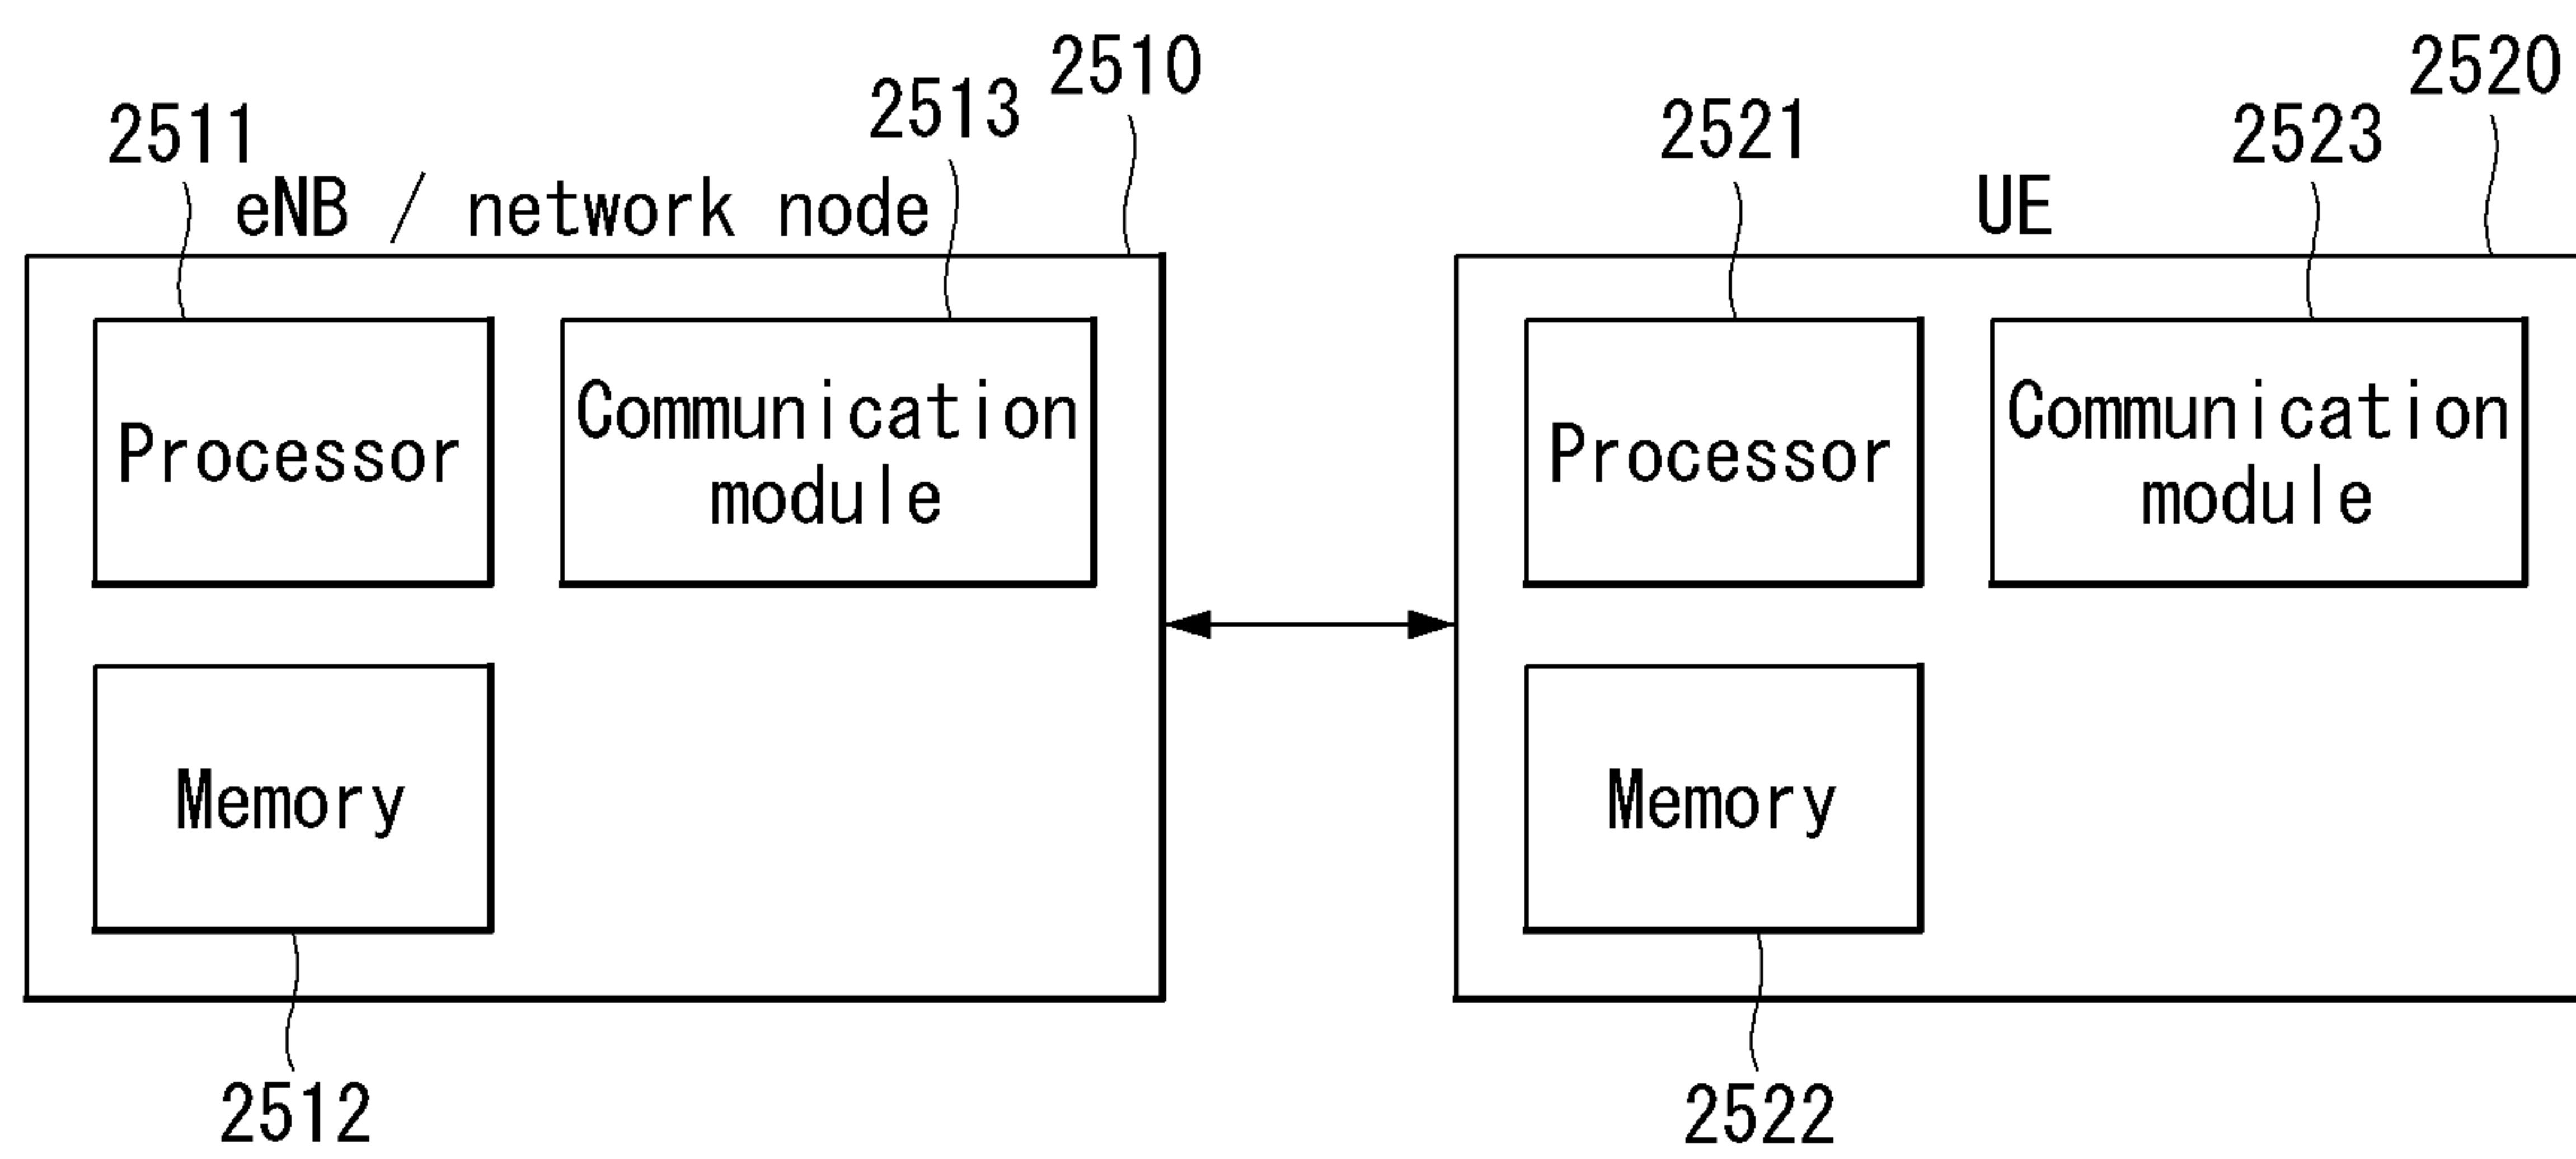 2510
2520
2513
2511
2521
2523
eNB / network node
UE
Processor
Communication
module
Processor
Communication
module
Memory
Memory
2512
2522